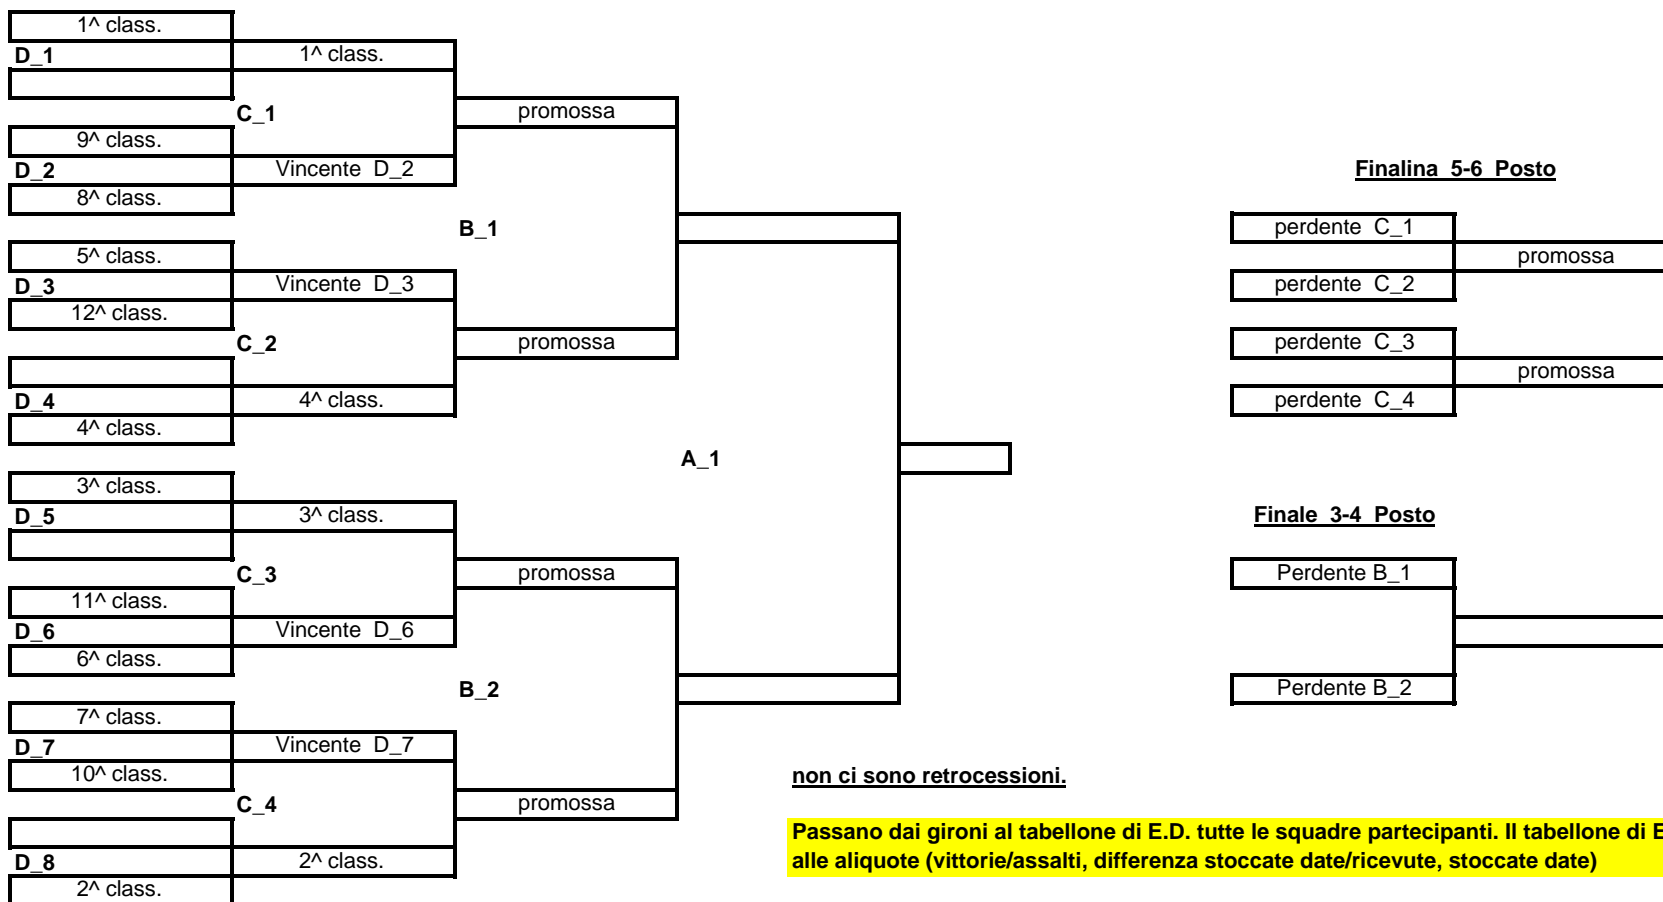 1^ class.
D_1
1^ class.
C_1
promossa
9^ class.
D_2
Vincente D_2
8^ class.
B_1
5^ class.
D_3
Vincente D_3
12^ class.
C_2
promossa
D_4
4^ class.
4^ class.
A_1
3^ class.
D_5
3^ class.
C_3
promossa
11^ class.
D_6
Vincente D_6
6^ class.
B_2
7^ class.
D_7
Vincente D_7
10^ class.
C_4
promossa
D_8
2^ class.
2^ class.
Finalina 5-6 Posto
perdente C_1
promossa
perdente C_2
perdente C_3
promossa
perdente C_4
Finale 3-4 Posto
Perdente B_1
Perdente B_2
non ci sono retrocessioni.
Passano dai gironi al tabellone di E.D. tutte le squadre partecipanti. Il tabellone di E
alle aliquote (vittorie/assalti, differenza stoccate date/ricevute, stoccate date)